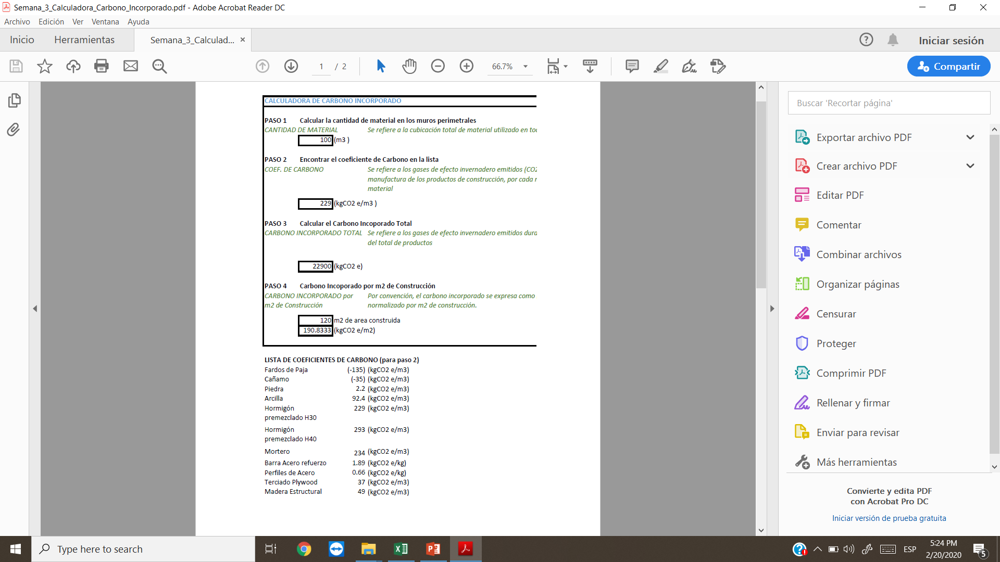 Semana_3_Calculadora_Carbono_Incorporado.pdf - Adobe Acrobat Reader DC
Archivo Edición Ver Ventana Ayuda
Inicio Herramientas Semana_3_Calculad... × ? Iniciar sesión
1 / 2 66.7% Compartir
CALCULADORA DE CARBONO INCORPORADO
PASO 1 Calcular la cantidad de material en los muros perimetrales
CANTIDAD DE MATERIAL Se refiere a la cubicación total de material utilizado en toc
100 (m3 )
PASO 2 Encontrar el coeficiente de Carbono en la lista
COEF. DE CARBONO Se refiere a los gases de efecto invernadero emitidos (CO2
manufactura de los productos de construcción, por cada r
material
229 (kgCO2 e/m3 )
PASO 3 Calcular el Carbono Incoporado Total
CARBONO INCORPORADO TOTAL Se refiere a los gases de efecto invernadero emitidos dura
del total de productos
22900 (kgCO2 e)
PASO 4 Carbono Incoporado por m2 de Construcción
CARBONO INCORPORADO por Por convención, el carbono incorporado se expresa como
m2 de Construcción normalizado por m2 de construcción.
120 m2 de area construida
190.8333 (kgCO2 e/m2)
LISTA DE COEFICIENTES DE CARBONO (para paso 2)
Fardos de Paja (-135) (kgCO2 e/m3)
Cañamo (-35) (kgCO2 e/m3)
Piedra 2.2 (kgCO2 e/m3)
Arcilla 92.4 (kgCO2 e/m3)
Hormigón 229 (kgCO2 e/m3)
premezclado H30
Hormigón 293 (kgCO2 e/m3)
premezclado H40
Mortero 234 (kgCO2 e/m3)
Barra Acero refuerzo 1.89 (kgCO2 e/kg)
Perfiles de Acero 0.66 (kgCO2 e/kg)
Terciado Plywood 37 (kgCO2 e/m3)
Madera Estructural 49 (kgCO2 e/m3)
Buscar 'Recortar página'
Exportar archivo PDF
Crear archivo PDF
Editar PDF
Comentar
Combinar archivos
Organizar páginas
Censurar
Proteger
Comprimir PDF
Rellenar y firmar
Enviar para revisar
Más herramientas
Convierte y edita PDF
con Acrobat Pro DC
Iniciar versión de prueba gratuita
Type here to search
ESP
5:24 PM
2/20/2020
5